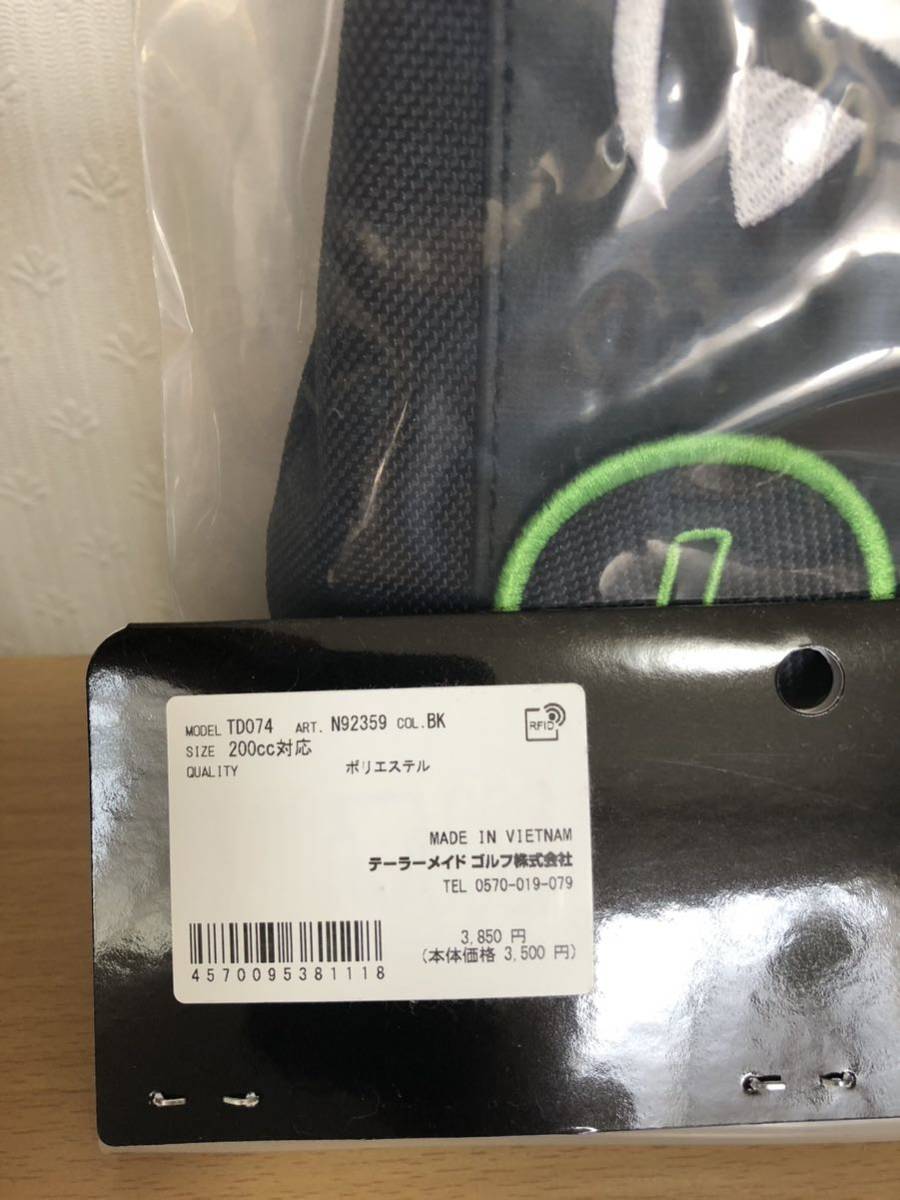 MODEL TD074 ART. N92359 COL. BK
SIZE 200cc対応
QUALITY ポリエステル
RFID
MADE IN VIETNAM
テーラーメイド ゴルフ株式会社
TEL 0570-019-079
3,850 円
(本体価格 3,500 円)
4570095381118